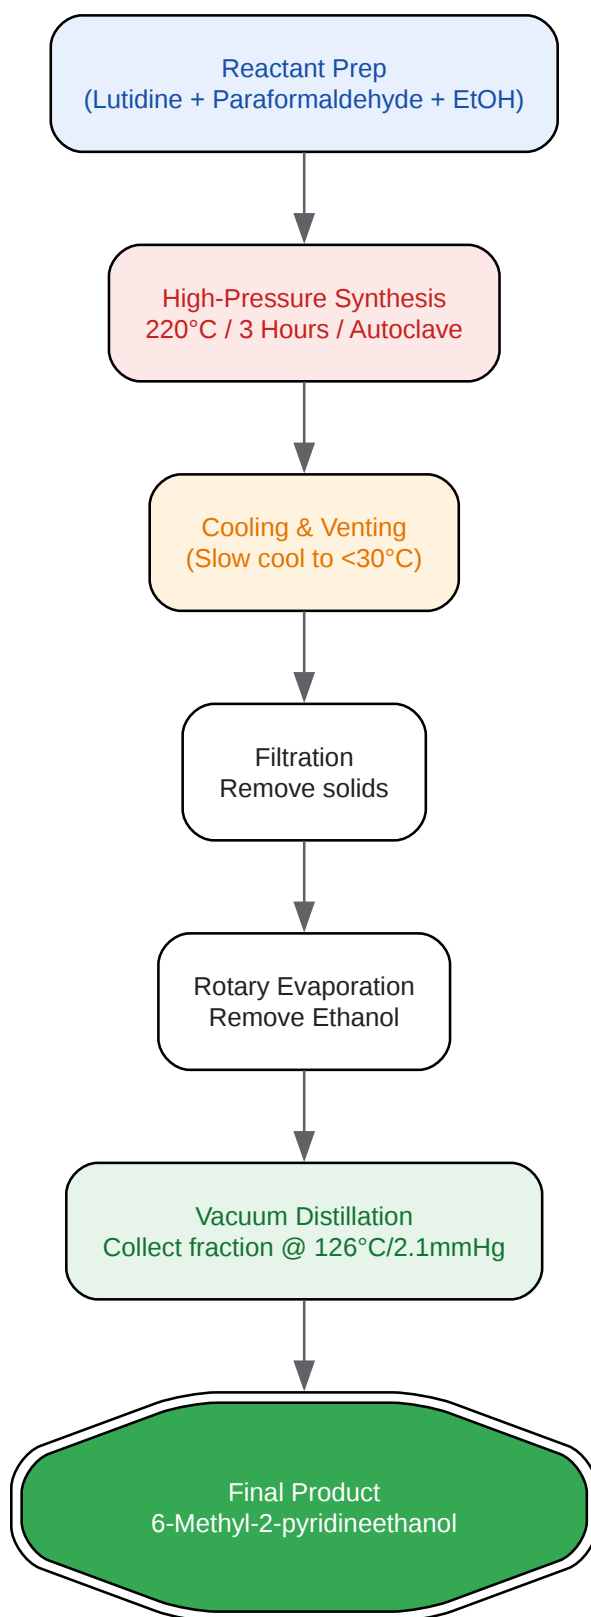 Reactant Prep
(Lutidine + Paraformaldehyde + EtOH)
High-Pressure Synthesis
220°C / 3 Hours / Autoclave
Cooling & Venting
(Slow cool to <30°C)
Filtration
Remove solids
Rotary Evaporation
Remove Ethanol
Vacuum Distillation
Collect fraction @ 126°C/2.1mmHg
Final Product
6-Methyl-2-pyridineethanol